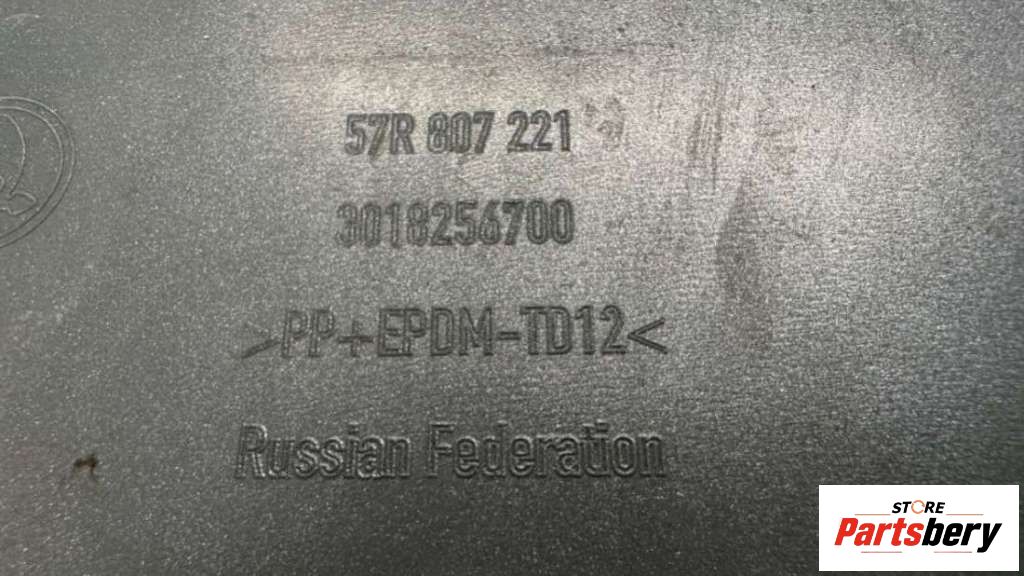 57R 807 221
3018256700
>PP+EPDM-TD12<
Russian Federation
STORE
Partsbery